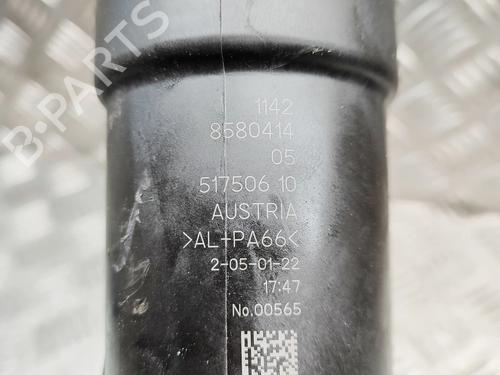 B-PARTS
1142
8580414
05
517506 10
AUSTRIA
>AL+PA66<
2-05-01-22
17:47
No.00565